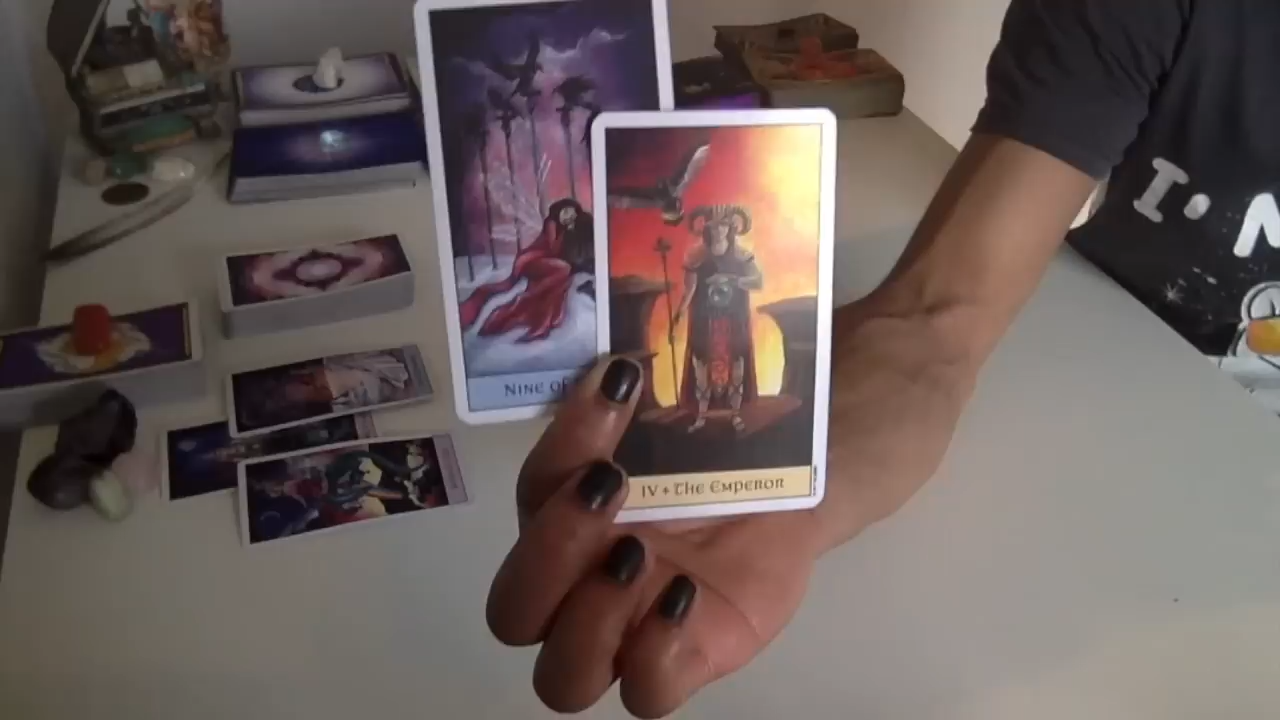 NINE OF
IV + THE EMPEROR
I'